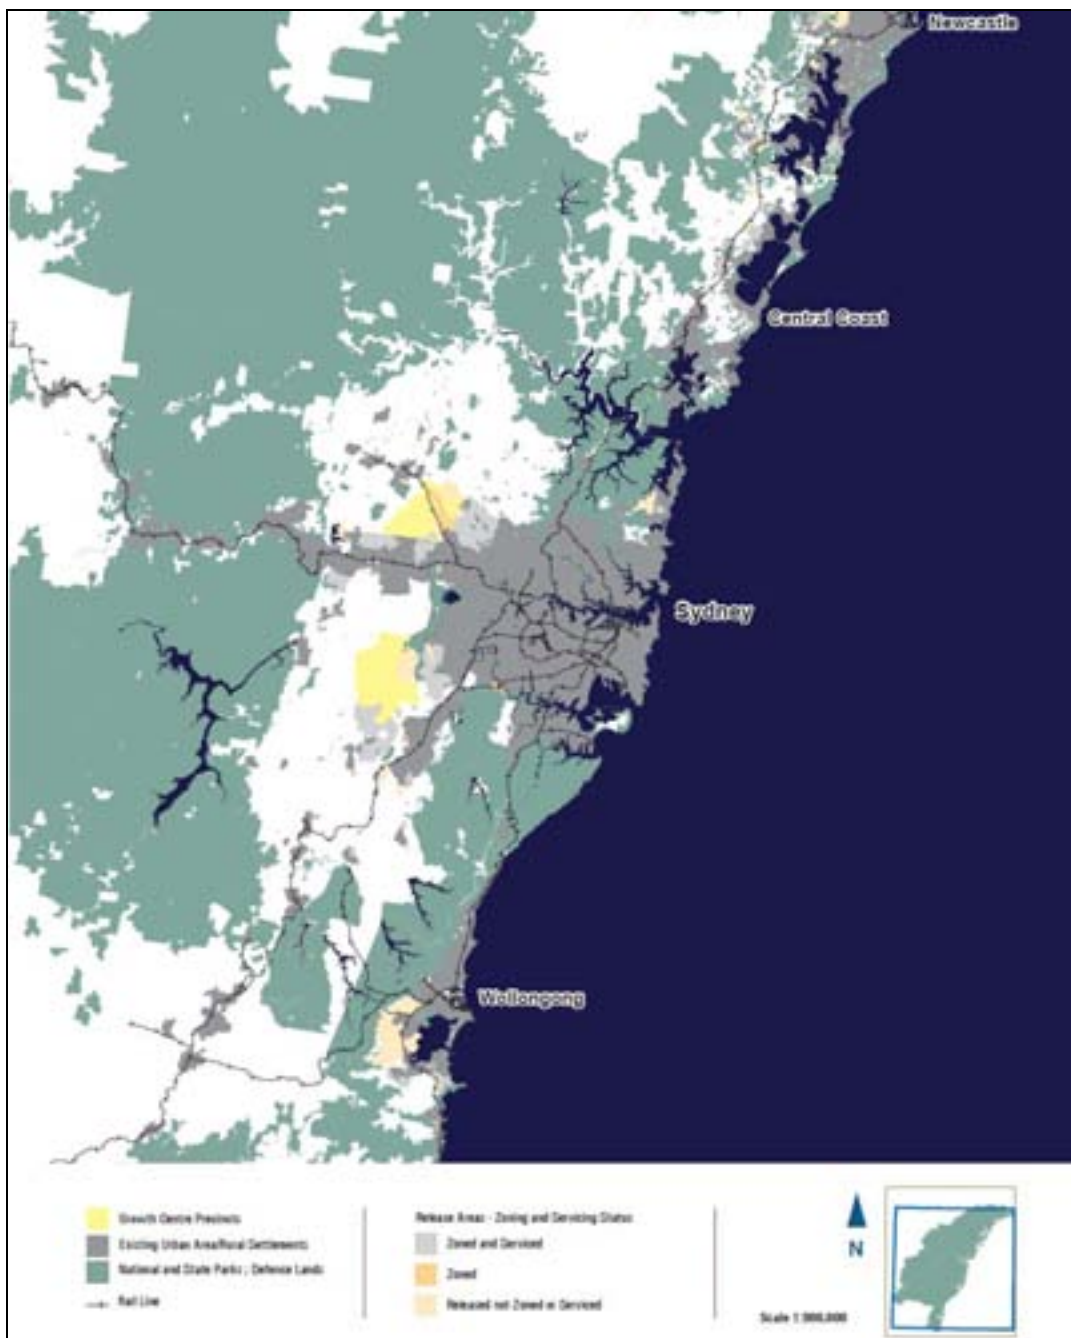 Newcastle
Central Coast
Sydney
Wollongong
Growth Centre Precincts
Existing Urban Area/Rural Settlements
National and State Parks ; Defence Lands
Rail Line
Release Areas - Zoning and Servicing Status
Zoned and Serviced
Zoned
Released not Zoned or Serviced
N
Scale